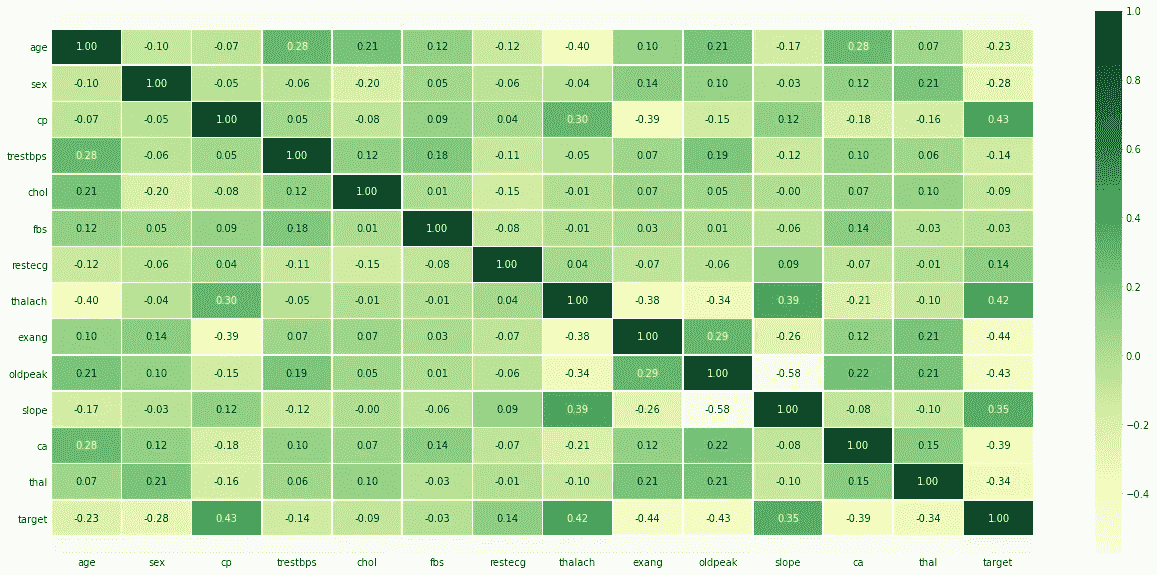 1.0
age 1.00 -0.10 -0.07 0.28 0.21 0.12 -0.12 -0.40 0.10 0.21 -0.17 0.28 0.07 -0.23
sex -0.10 1.00 -0.05 -0.06 -0.20 0.05 -0.06 -0.04 0.14 0.10 -0.03 0.12 0.21 -0.28
0.8
cp -0.07 -0.05 1.00 0.05 -0.08 0.09 0.04 0.30 -0.39 -0.15 0.12 -0.18 -0.16 0.43
0.6
trestbps 0.28 -0.06 0.05 1.00 0.12 0.18 -0.11 -0.05 0.07 0.19 -0.12 0.10 0.06 -0.14
chol 0.21 -0.20 -0.08 0.12 1.00 0.01 -0.15 -0.01 0.07 0.05 -0.00 0.07 0.10 -0.09
0.4
fbs 0.12 0.05 0.09 0.18 0.01 1.00 -0.08 -0.01 0.03 0.01 -0.06 0.14 -0.03 -0.03
restecg -0.12 -0.06 0.04 -0.11 -0.15 -0.08 1.00 0.04 -0.07 -0.06 0.09 -0.07 -0.01 0.14
0.2
thalach -0.40 -0.04 0.30 -0.05 -0.01 -0.01 0.04 1.00 -0.38 -0.34 0.39 -0.21 -0.10 0.42
exang 0.10 0.14 -0.39 0.07 0.07 0.03 -0.07 -0.38 1.00 0.29 -0.26 0.12 0.21 -0.44
0.0
oldpeak 0.21 0.10 -0.15 0.19 0.05 0.01 -0.06 -0.34 0.29 1.00 -0.58 0.22 0.21 -0.43
slope -0.17 -0.03 0.12 -0.12 -0.00 -0.06 0.09 0.39 -0.26 -0.58 1.00 -0.08 -0.10 0.35
-0.2
ca 0.28 0.12 -0.18 0.10 0.07 0.14 -0.07 -0.21 0.12 0.22 -0.08 1.00 0.15 -0.39
thal 0.07 0.21 -0.16 0.06 0.10 -0.03 -0.01 -0.10 0.21 0.21 -0.10 0.15 1.00 -0.34
-0.4
target -0.23 -0.28 0.43 -0.14 -0.09 -0.03 0.14 0.42 -0.44 -0.43 0.35 -0.39 -0.34 1.00
age sex cp trestbps chol fbs restecg thalach exang oldpeak slope ca thal target